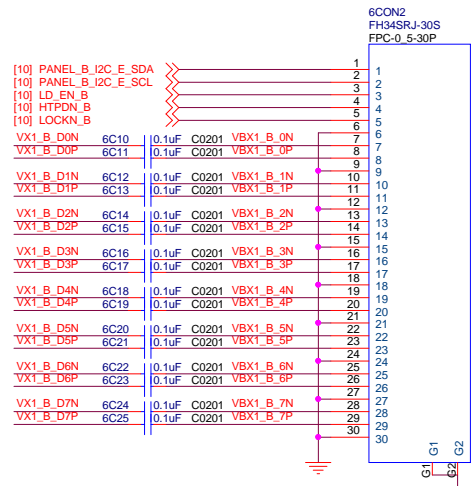 6CON2
FH34SRJ-30S
FPC-0_5-30P
[10] PANEL_B_I2C_E_SDA 1 1
[10] PANEL_B_I2C_E_SCL 2 2
[10] LD_EN_B 3 3
[10] HTPDN_B 4 4
[10] LOCKN_B 5 5
6 6
VX1_B_D0N 6C10 0.1uF C0201 VBX1_B_0N 7 7
VX1_B_D0P 6C11 0.1uF C0201 VBX1_B_0P 8 8
9 9
VX1_B_D1N 6C12 0.1uF C0201 VBX1_B_1N 10 10
VX1_B_D1P 6C13 0.1uF C0201 VBX1_B_1P 11 11
12 12
VX1_B_D2N 6C14 0.1uF C0201 VBX1_B_2N 13 13
VX1_B_D2P 6C15 0.1uF C0201 VBX1_B_2P 14 14
15 15
VX1_B_D3N 6C16 0.1uF C0201 VBX1_B_3N 16 16
VX1_B_D3P 6C17 0.1uF C0201 VBX1_B_3P 17 17
18 18
VX1_B_D4N 6C18 0.1uF C0201 VBX1_B_4N 19 19
VX1_B_D4P 6C19 0.1uF C0201 VBX1_B_4P 20 20
21 21
VX1_B_D5N 6C20 0.1uF C0201 VBX1_B_5N 22 22
VX1_B_D5P 6C21 0.1uF C0201 VBX1_B_5P 23 23
24 24
VX1_B_D6N 6C22 0.1uF C0201 VBX1_B_6N 25 25
VX1_B_D6P 6C23 0.1uF C0201 VBX1_B_6P 26 26
27 27
VX1_B_D7N 6C24 0.1uF C0201 VBX1_B_7N 28 28
VX1_B_D7P 6C25 0.1uF C0201 VBX1_B_7P 29 29
30 30
G1 G2
G1 G2